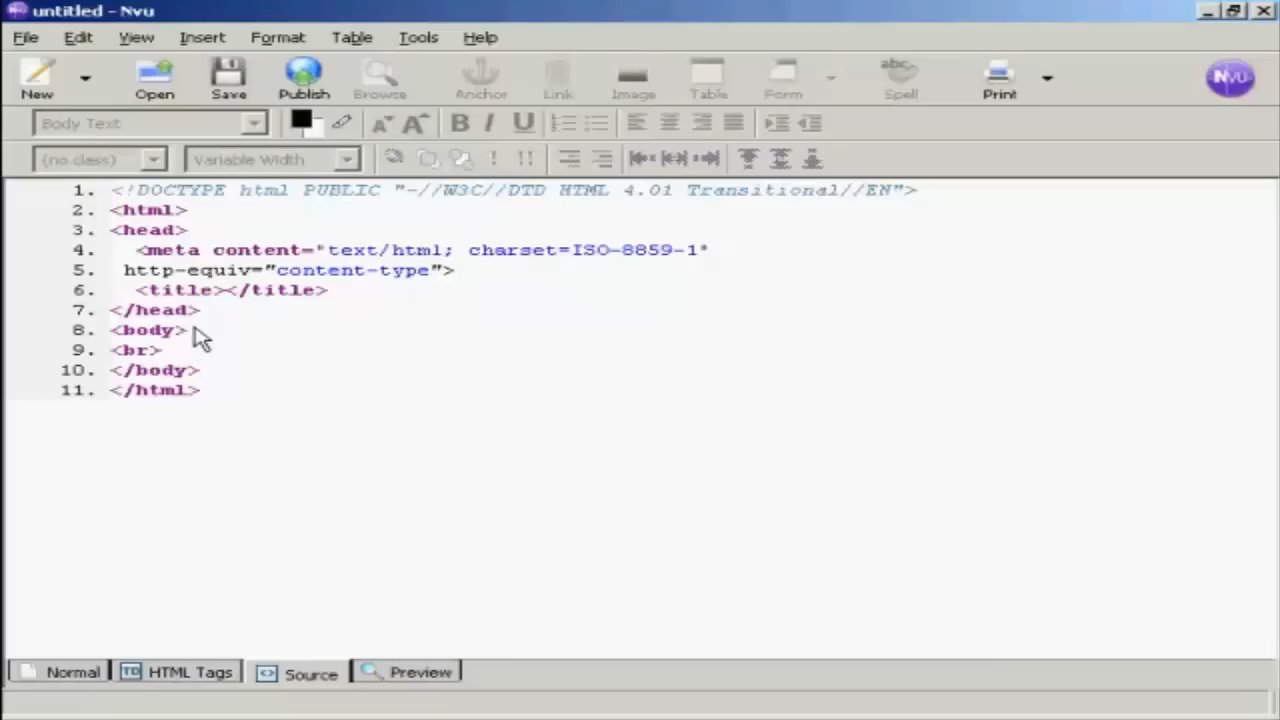 untitled - Nvu
File Edit View Insert Format Table Tools Help
New Open Save Publish Browse Anchor Link Image Table Form Spell Print
Body Text
(no class) Variable Width
1. <!DOCTYPE html PUBLIC "-//W3C//DTD HTML 4.01 Transitional//EN">
2. <html>
3. <head>
4. <meta content="text/html; charset=ISO-8859-1"
5. http-equiv="content-type">
6. <title></title>
7. </head>
8. <body>
9. <br>
10. </body>
11. </html>
Normal HTML Tags Source Preview